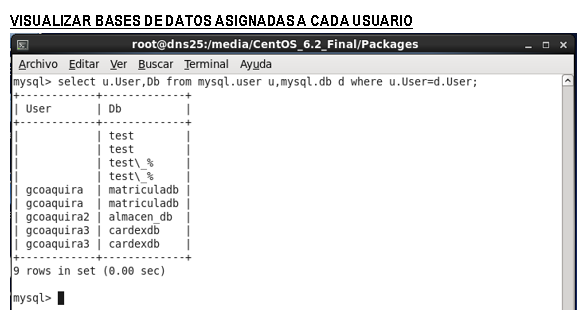 VISUALIZAR BASES DE DATOS ASIGNADAS A CADA USUARIO
root@dns25:/media/CentOS_6.2_Final/Packages
Archivo Editar Ver Buscar Terminal Ayuda
mysql> select u.User,Db from mysql.user u,mysql.db d where u.User=d.User;
+------------+-------------+
| User       | Db          |
+------------+-------------+
|            | test        |
|            | test        |
|            | test\_%     |
|            | test\_%     |
| gcoaquira  | matriculadb |
| gcoaquira  | matriculadb |
| gcoaquira2 | almacen_db  |
| gcoaquira3 | cardexdb    |
| gcoaquira3 | cardexdb    |
+------------+-------------+
9 rows in set (0.00 sec)
mysql>